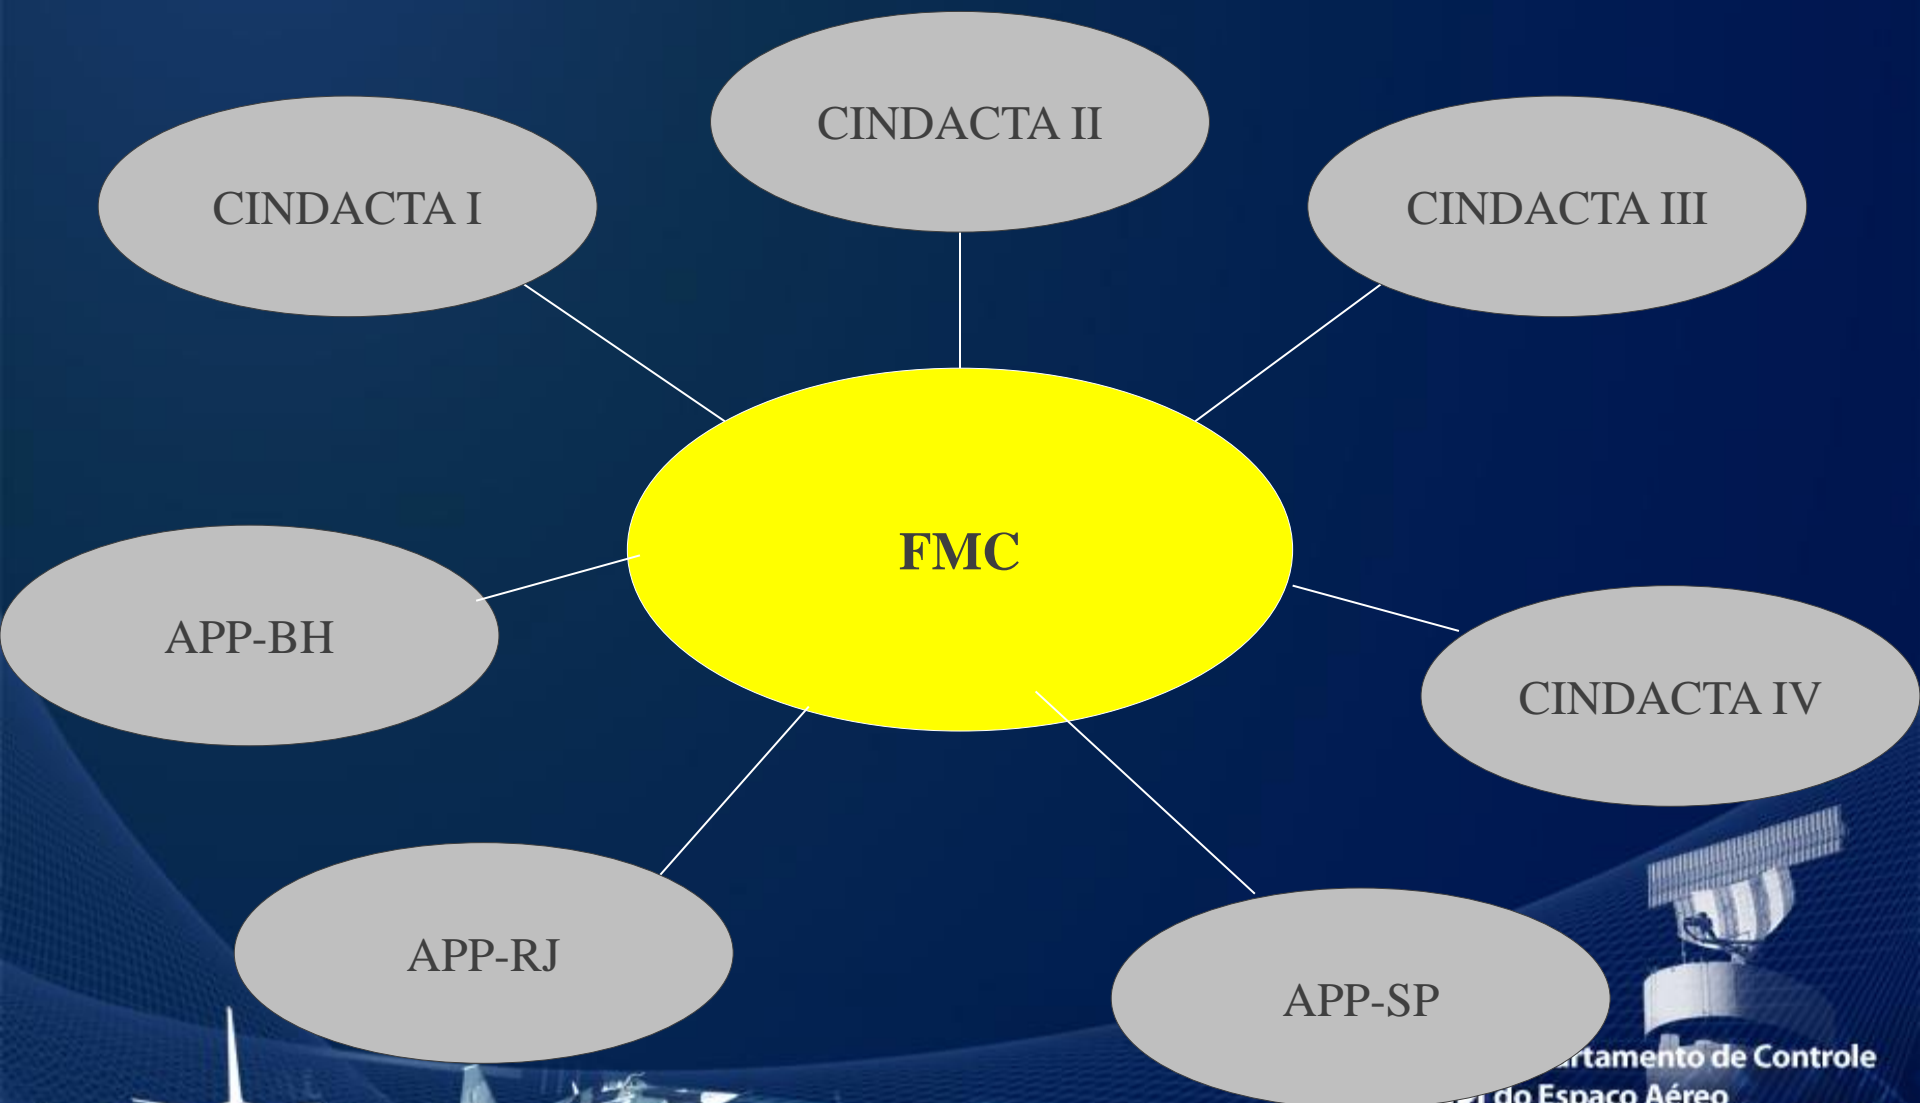 CINDACTA II
CINDACTA I
CINDACTA III
FMC
APP-BH
CINDACTA IV
APP-RJ
APP-SP
de Controle
do Espaço Aéreo